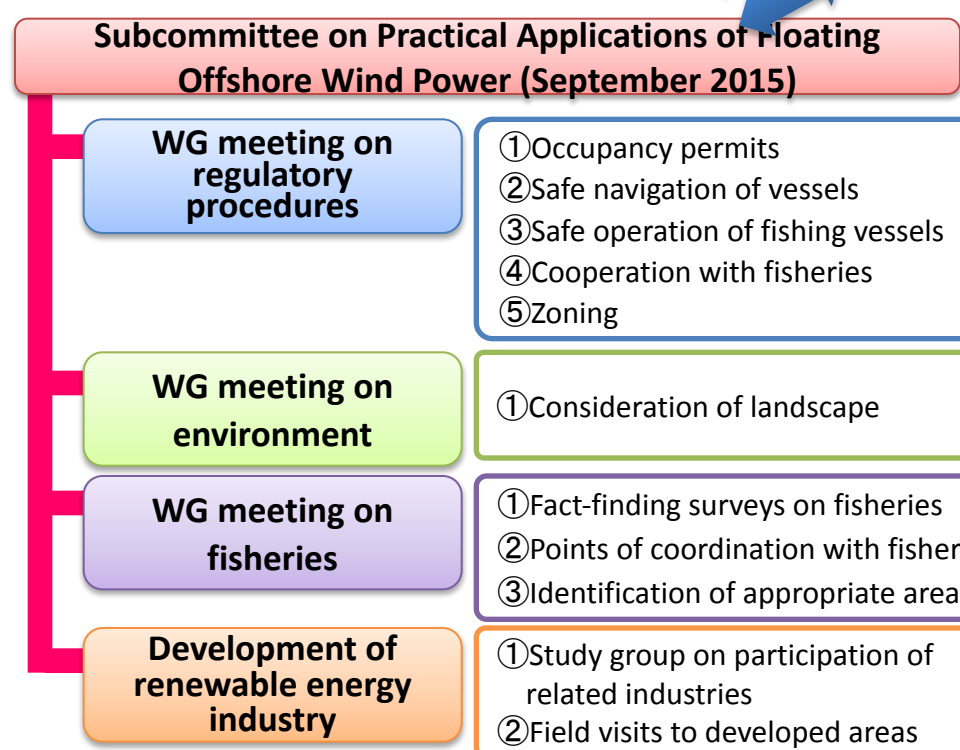 Subcommittee on Practical Applications of Floating
Offshore Wind Power (September 2015)
WG meeting on
regulatory
procedures
①Occupancy permits
②Safe navigation of vessels
③Safe operation of fishing vessels
④Cooperation with fisheries
⑤Zoning
WG meeting on
environment
①Consideration of landscape
WG meeting on
fisheries
①Fact-finding surveys on fisheries
②Points of coordination with
③Identification of appropriate
Development of
renewable energy
industry
①Study group on participation of
related industries
②Field visits to developed areas